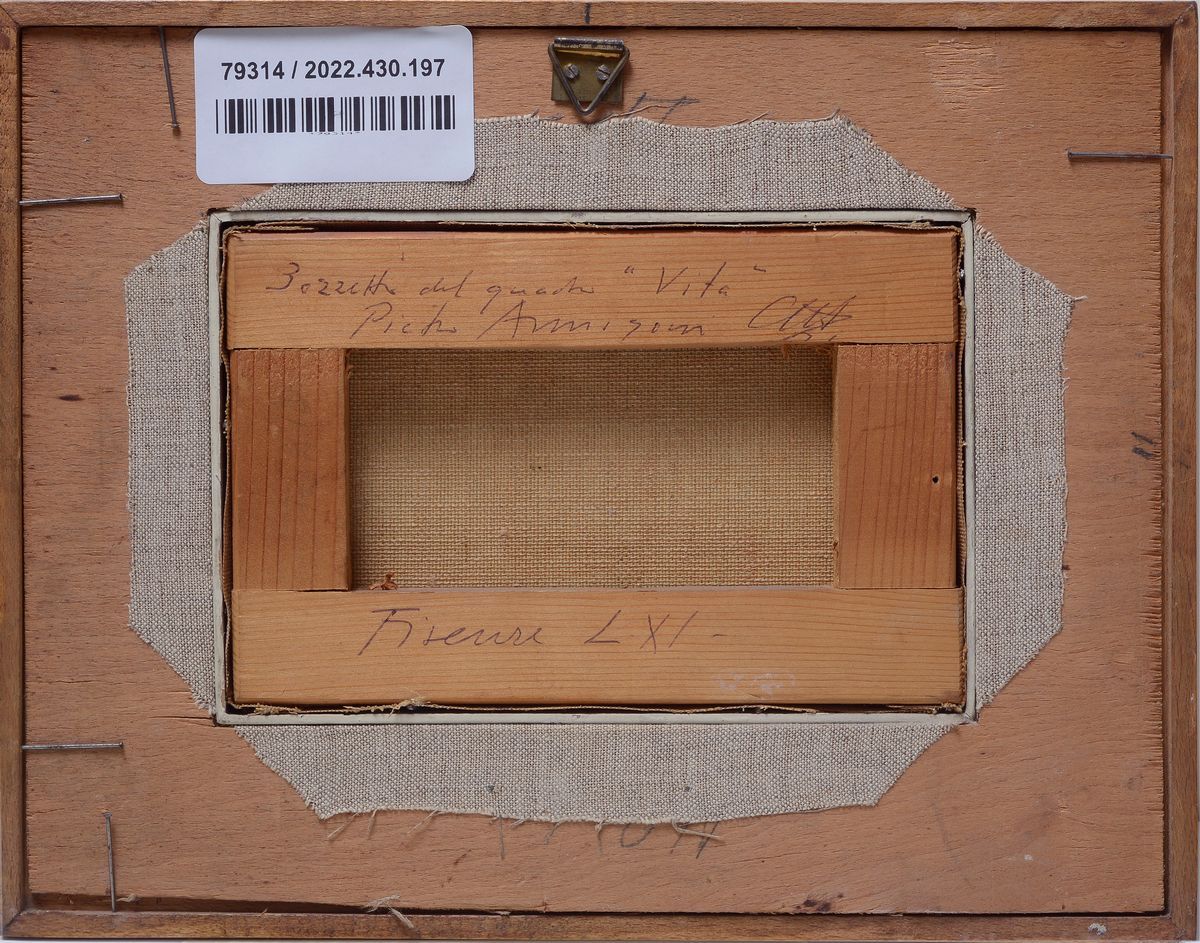 79314 / 2022.430.197
Bozzetto del quadro "Vita"
Pietro Annigoni
Firenze LXI -